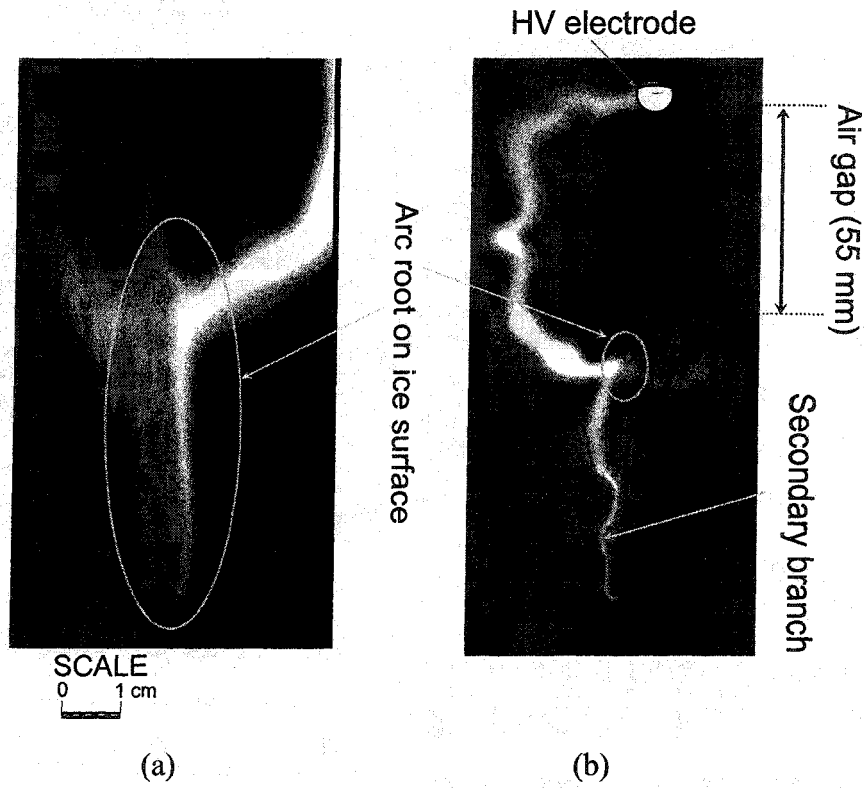 HV electrode
Air gap (55 mm)
Arc root on ice
surface
Secondary branch
SCALE
0 1 cm
(a)
(b)